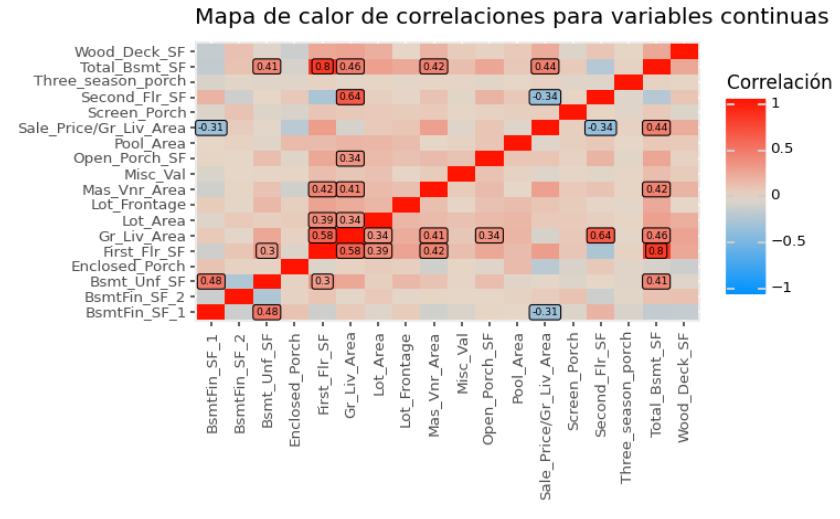 Mapa de calor de correlaciones para variables continuas
Wood_Deck_SF
Total_Bsmt_SF 0.41 0.8 0.46 0.42 0.44
Three_season_porch
Second_Flr_SF 0.64 -0.34
Screen_Porch
Sale_Price/Gr_Liv_Area -0.31 -0.34 0.44
Pool_Area
Open_Porch_SF 0.34
Misc_Val
Mas_Vnr_Area 0.42 0.41 0.42
Lot_Frontage
Lot_Area 0.39 0.34
Gr_Liv_Area 0.58 0.34 0.41 0.34 0.64 0.46
First_Flr_SF 0.3 0.58 0.39 0.42 0.8
Enclosed_Porch
Bsmt_Unf_SF 0.48 0.3 0.41
BsmtFin_SF_2
BsmtFin_SF_1 0.48 -0.31
BsmtFin_SF_1
BsmtFin_SF_2
Bsmt_Unf_SF
Enclosed_Porch
First_Flr_SF
Gr_Liv_Area
Lot_Area
Lot_Frontage
Mas_Vnr_Area
Misc_Val
Open_Porch_SF
Pool_Area
Sale_Price/Gr_Liv_Area
Screen_Porch
Second_Flr_SF
Three_season_porch
Total_Bsmt_SF
Wood_Deck_SF
Correlación
1
0.5
0
−0.5
−1